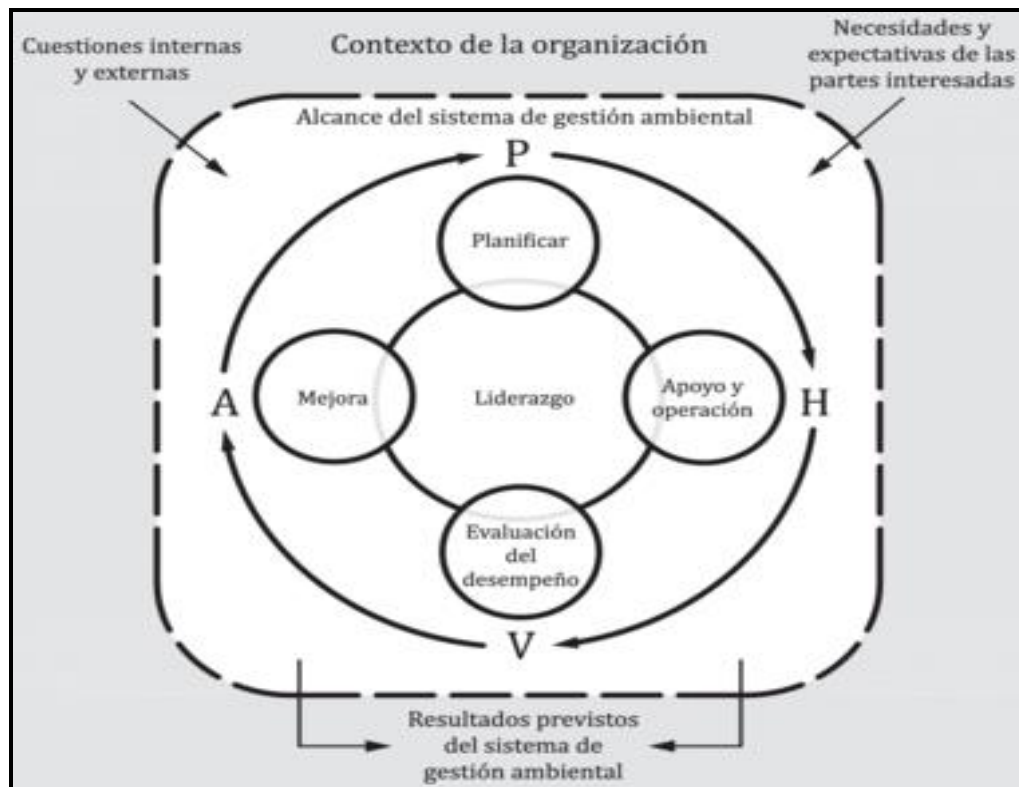 Cuestiones internas
y externas
Contexto de la organización
Necesidades y
expectativas de las
partes interesadas
Alcance del sistema de gestión ambiental
P
Planificar
A
Mejora
Liderazgo
Apoyo y
operación
H
Evaluación
del
desempeño
V
Resultados previstos
del sistema de
gestión ambiental